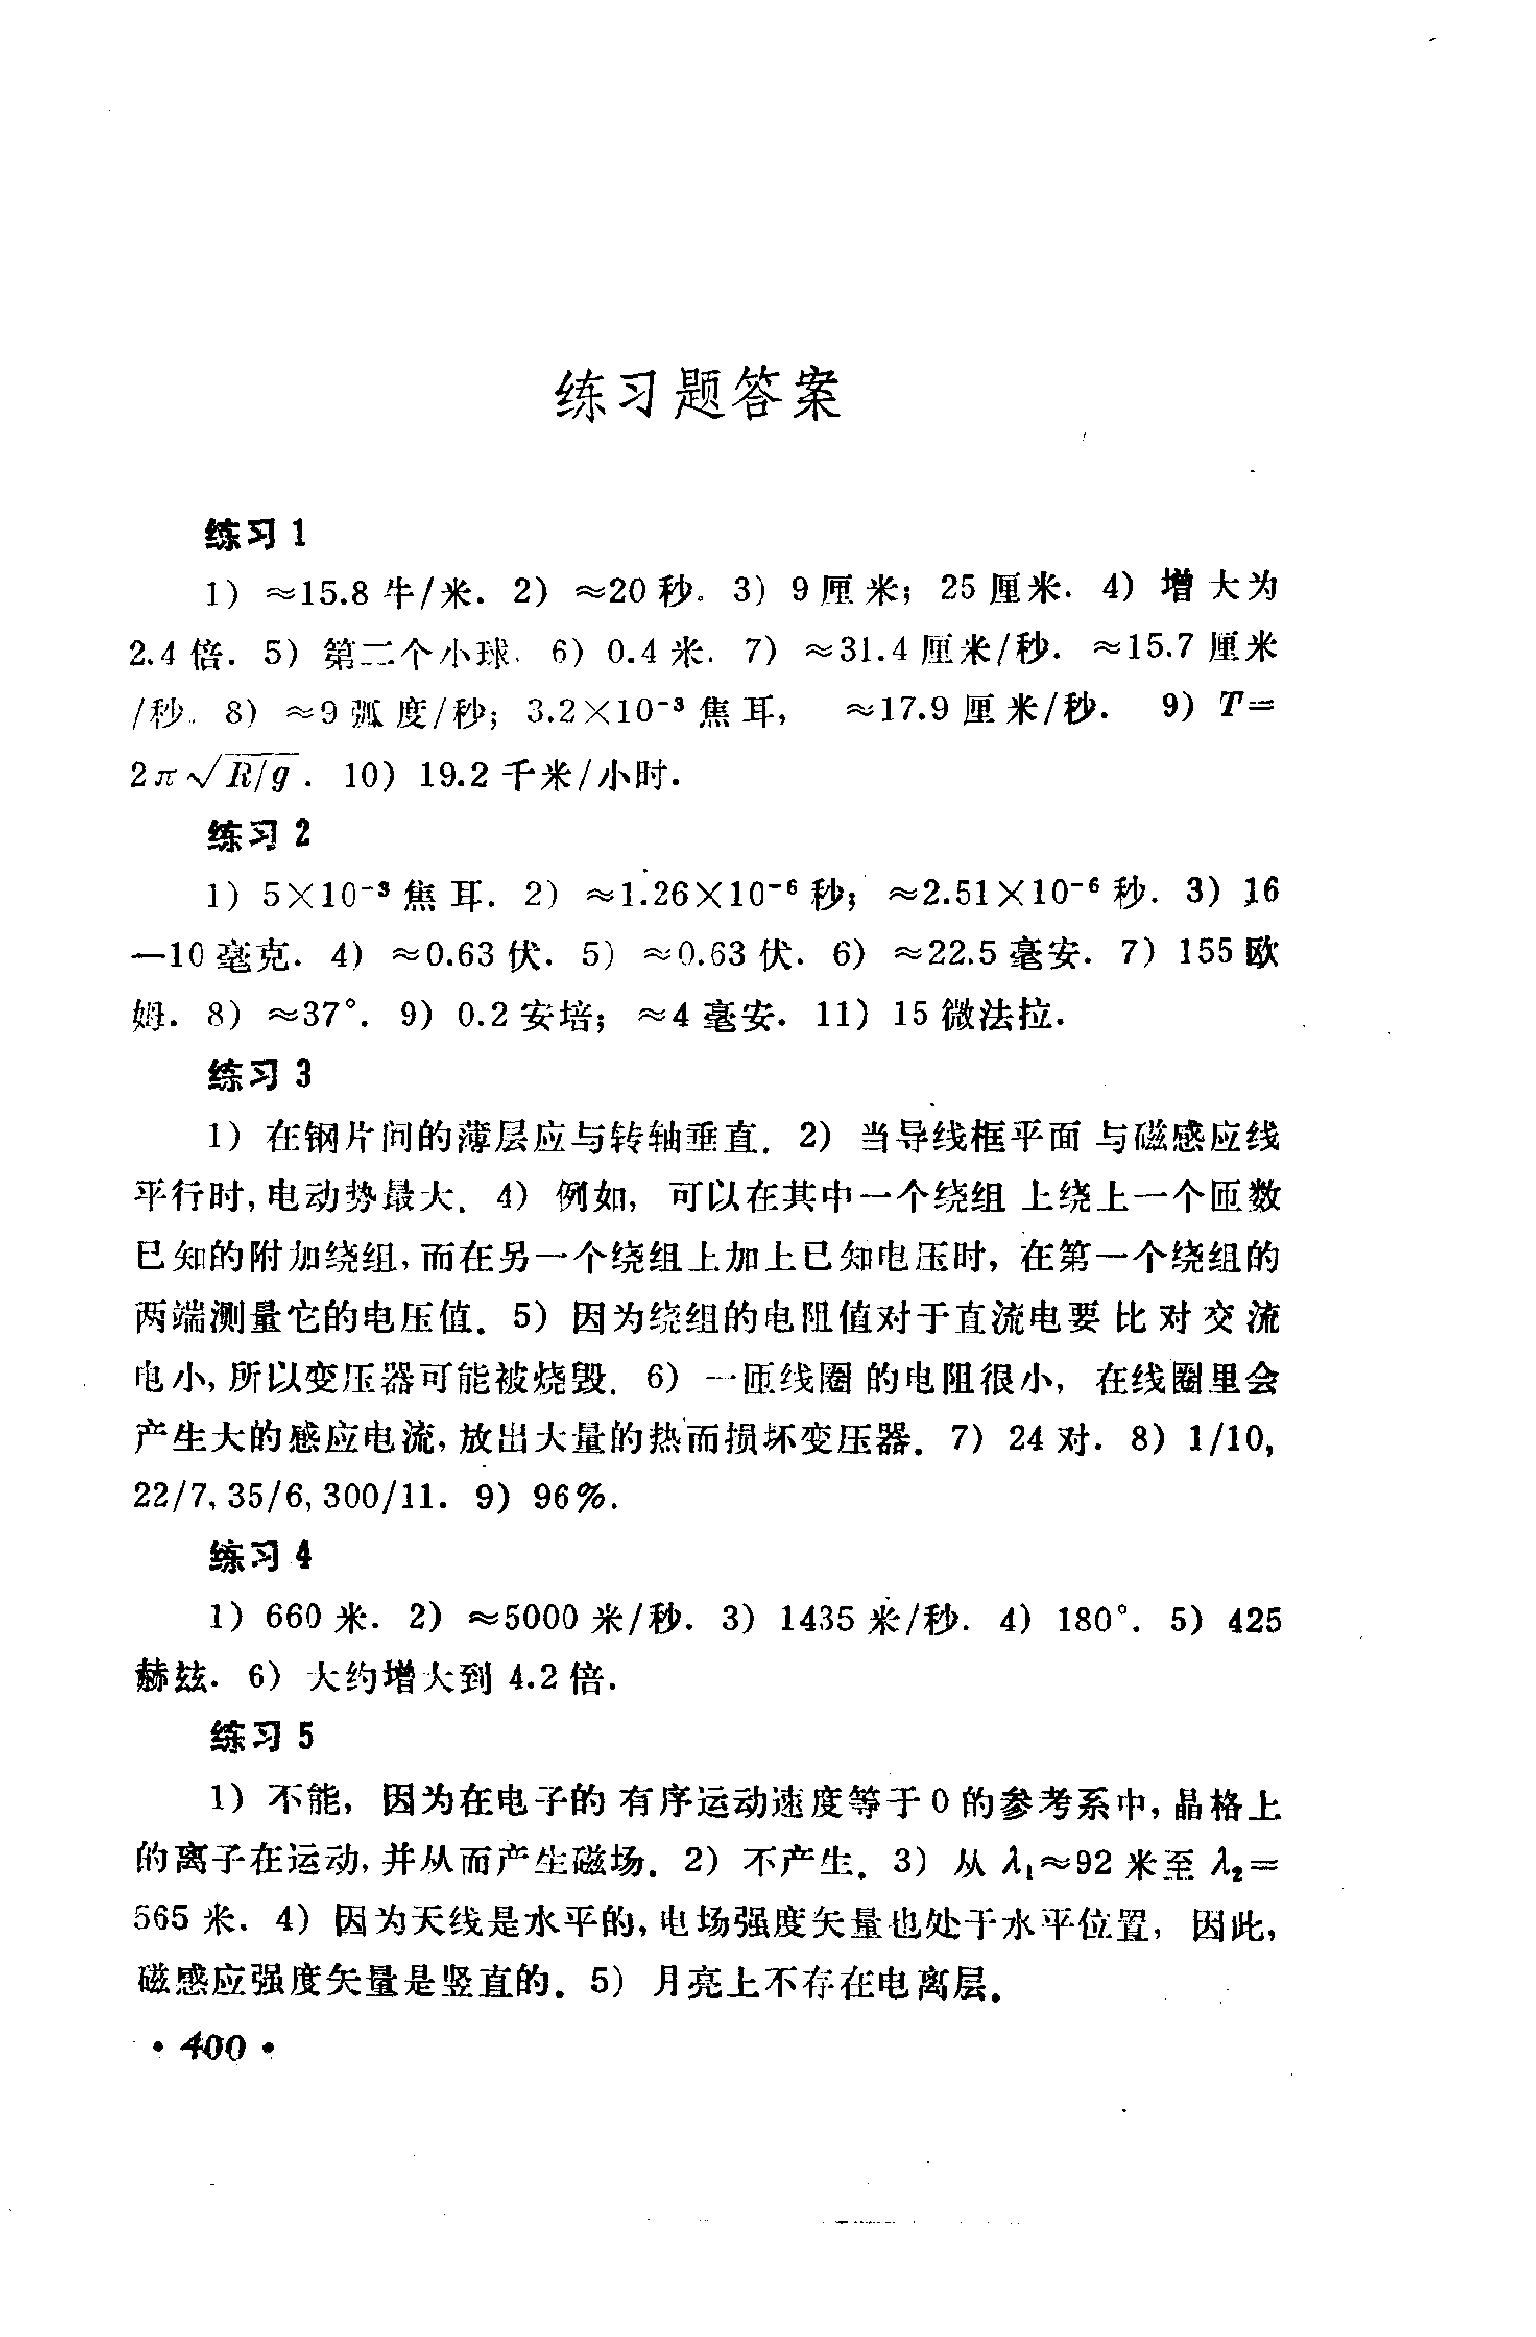 练习题答案
练习 1
1) ≈15.8 牛/米. 2) ≈20 秒. 3) 9 厘米; 25 厘米. 4) 增大为
2.4 倍. 5) 第二个小球. 6) 0.4 米. 7) ≈31.4 厘米/秒. ≈15.7 厘米
/秒. 8) ≈9 弧度/秒; 3.2×10⁻³ 焦耳, ≈17.9 厘米/秒. 9) T=
2π√R/g. 10) 19.2 千米/小时.
练习 2
1) 5×10⁻³ 焦耳. 2) ≈1.26×10⁻⁶ 秒; ≈2.51×10⁻⁶ 秒. 3) 16
—10 毫克. 4) ≈0.63 伏. 5) ≈0.63 伏. 6) ≈22.5 毫安. 7) 155 欧
姆. 8) ≈37°. 9) 0.2 安培; ≈4 毫安. 11) 15 微法拉.
练习 3
1) 在钢片间的薄层应与转轴垂直. 2) 当导线框平面与磁感应线
平行时, 电动势最大. 4) 例如, 可以在其中一个绕组上绕上一个匝数
已知的附加绕组, 而在另一个绕组上加上已知电压时, 在第一个绕组的
两端测量它的电压值. 5) 因为绕组的电阻值对于直流电要比对交流
电小, 所以变压器可能被烧毁. 6) 一匝线圈的电阻很小, 在线圈里会
产生大的感应电流, 放出大量的热而损坏变压器. 7) 24 对. 8) 1/10,
22/7, 35/6, 300/11. 9) 96%.
练习 4
1) 660 米. 2) ≈5000 米/秒. 3) 1435 米/秒. 4) 180°. 5) 425
赫兹. 6) 大约增大到 4.2 倍.
练习 5
1) 不能, 因为在电子的有序运动速度等于 0 的参考系中, 晶格上
的离子在运动, 并从而产生磁场. 2) 不产生. 3) 从 λ₁≈92 米至 λ₂=
565 米. 4) 因为天线是水平的, 电场强度矢量也处于水平位置, 因此,
磁感应强度矢量是竖直的. 5) 月亮上不存在电离层.
• 400 •